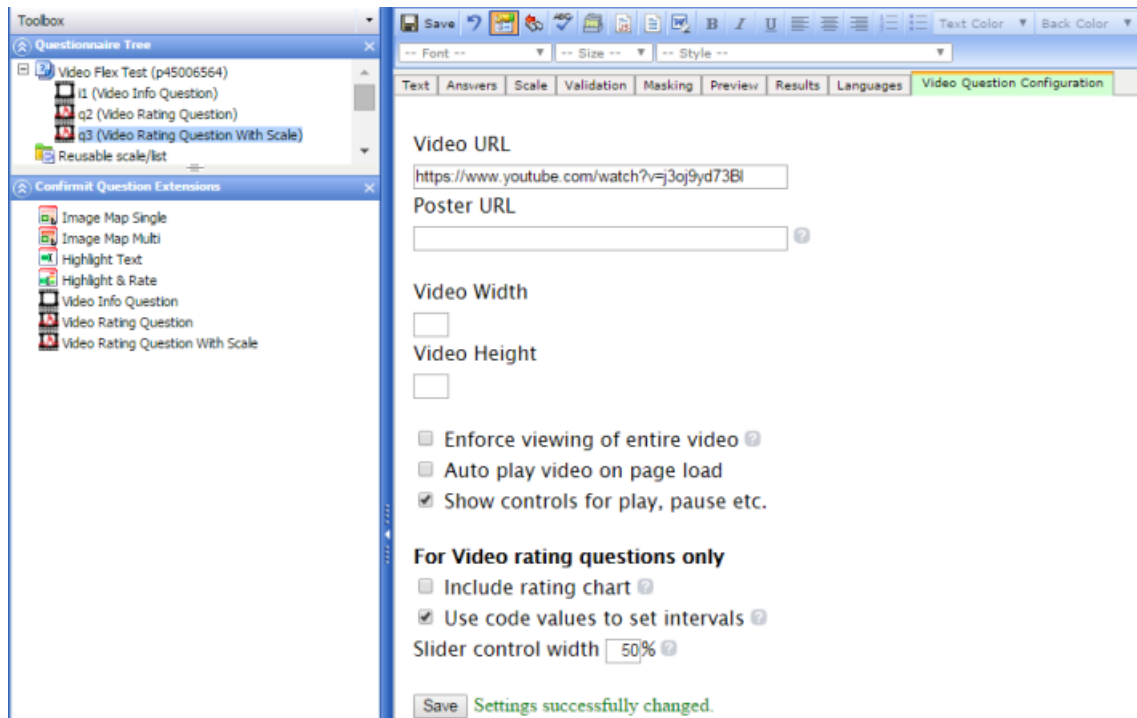 Toolbox
Questionnaire Tree
Video Flex Test (p45006564)
i1 (Video Info Question)
q2 (Video Rating Question)
q3 (Video Rating Question With Scale)
Reusable scale/list
Confirmit Question Extensions
Image Map Single
Image Map Multi
Highlight Text
Highlight & Rate
Video Info Question
Video Rating Question
Video Rating Question With Scale
Save B I U Text Color Back Color
-- Font -- -- Size -- -- Style --
Text Answers Scale Validation Masking Preview Results Languages Video Question Configuration
Video URL
https://www.youtube.com/watch?v=j3oj9yd73BI
Poster URL
Video Width
Video Height
Enforce viewing of entire video ?
Auto play video on page load
Show controls for play, pause etc.
For Video rating questions only
Include rating chart ?
Use code values to set intervals ?
Slider control width 50% ?
Save Settings successfully changed.